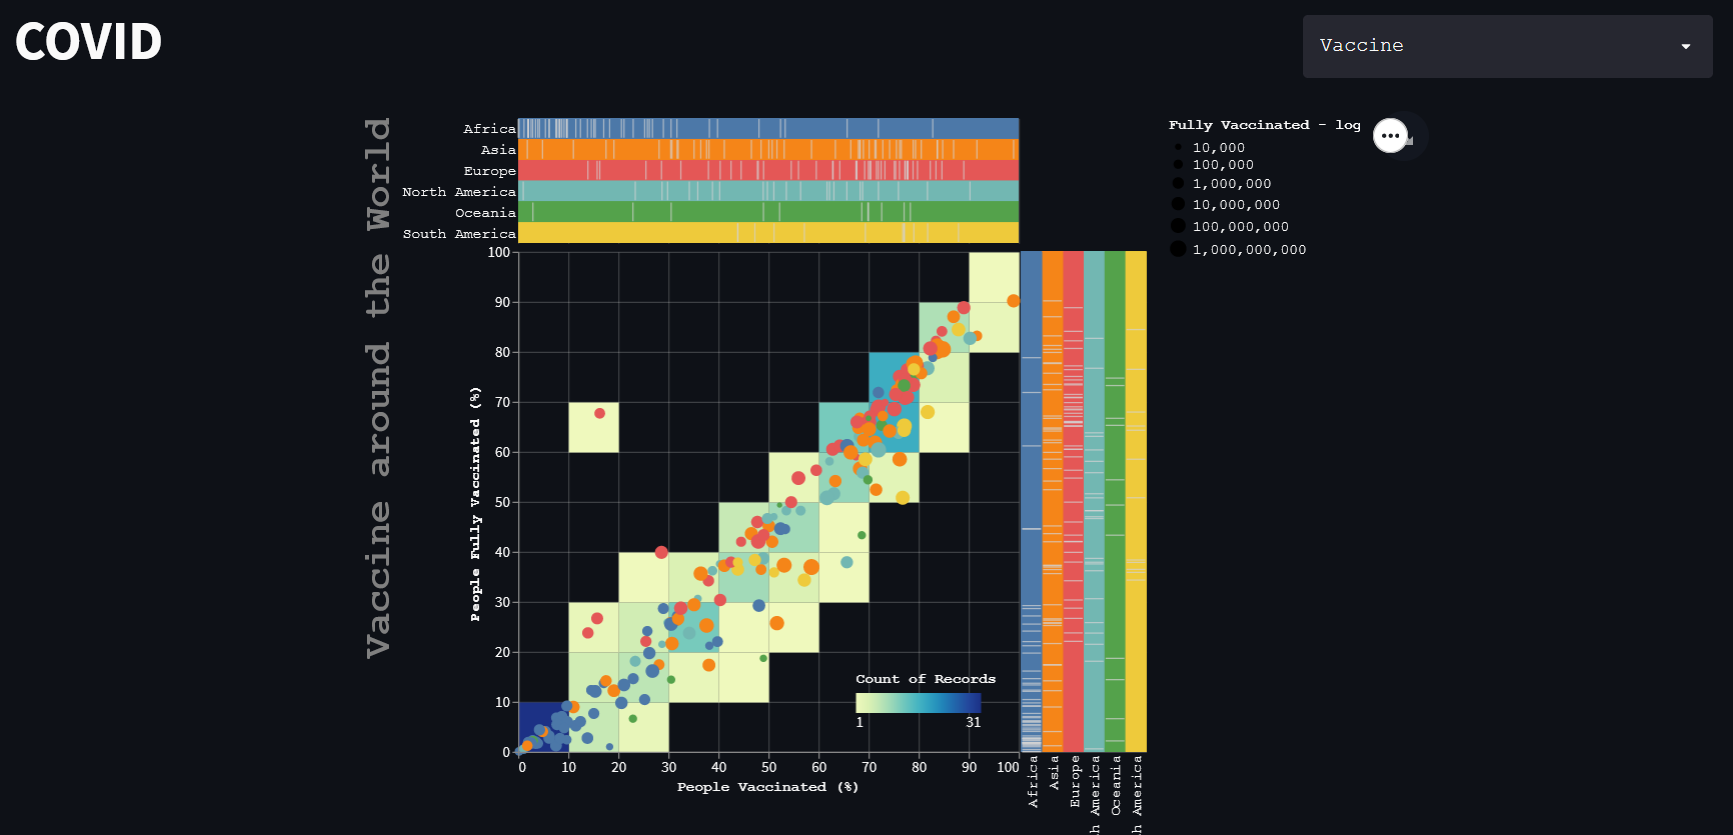 COVID
Vaccine
Vaccine around the World
Africa
Asia
Europe
North America
Oceania
South America
Fully Vaccinated - log
10,000
100,000
1,000,000
10,000,000
100,000,000
1,000,000,000
People Fully Vaccinated (%)
100
90
80
70
60
50
40
30
20
10
0
Count of Records
1 31
0 10 20 30 40 50 60 70 80 90 100
People Vaccinated (%)
Africa
Asia
Europe
h America
Oceania
h America